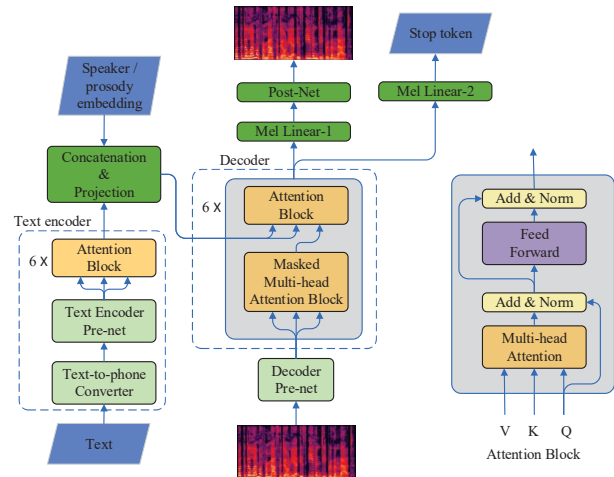 Speaker /
prosody
embedding
Concatenation
&
Projection
Text encoder
6 X
Attention
Block
Text Encoder
Pre-net
Text-to-phone
Converter
Text
Stop token
Post-Net
Mel Linear-1
Mel Linear-2
Decoder
6 X
Attention
Block
Masked
Multi-head
Attention Block
Decoder
Pre-net
Add & Norm
Feed
Forward
Add & Norm
Multi-head
Attention
V K Q
Attention Block